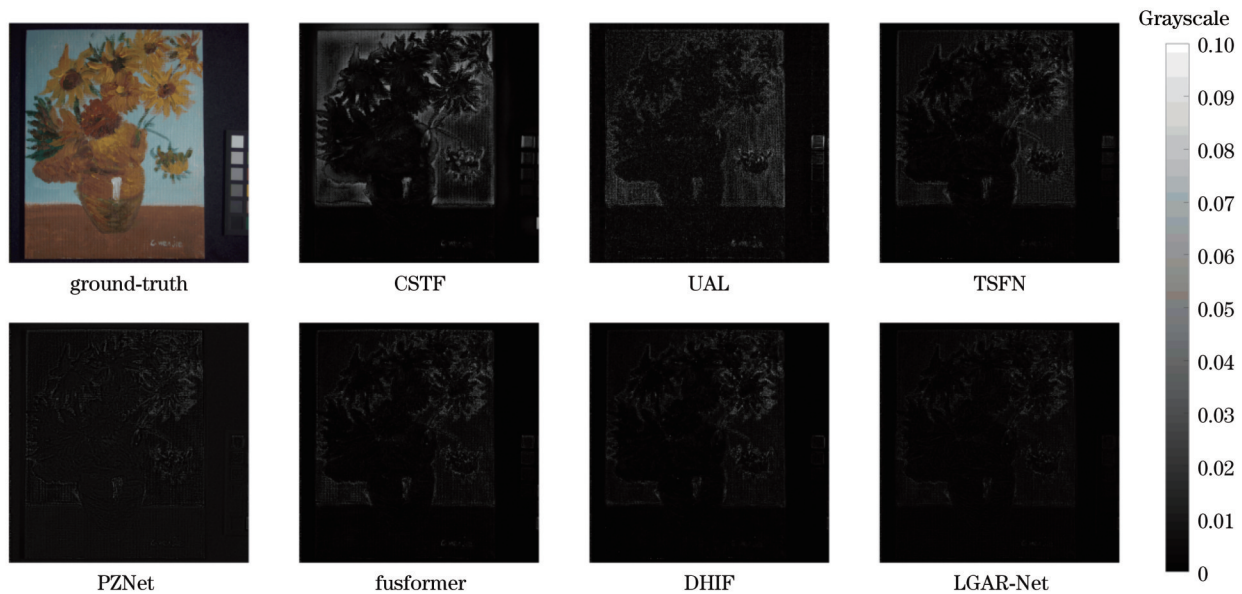 Grayscale
0.10
0.09
0.08
0.07
0.06
0.05
0.04
0.03
0.02
0.01
0
ground-truth
CSTF
UAL
TSFN
PZNet
fusformer
DHIF
LGAR-Net